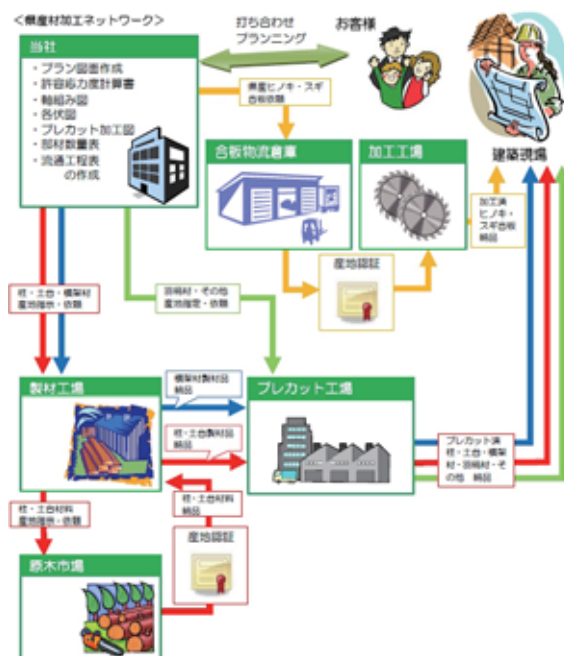 ＜県産材加工ネットワーク＞
当社
・プラン図面作成
・許容応力度計算書
・軸組み図
・各伏図
・プレカット加工図
・部材数量表
・流通工程表
の作成
打ち合わせ
プランニング
お客様
県産ヒノキ・スギ
合板依頼
合板物流倉庫
加工工場
建築現場
加工済
ヒノキ・
スギ合板
納品
産地認証
柱・土台・横架材
産地指示・依頼
羽柄材・その他
産地指定・依頼
製材工場
横架材製材品
納品
柱・土台製材品
納品
プレカット工場
プレカット済
柱・土台・横架
材・羽柄材・そ
の他 納品
柱・土台材料
産地指示・依頼
柱・土台材料
納品
産地認証
原木市場